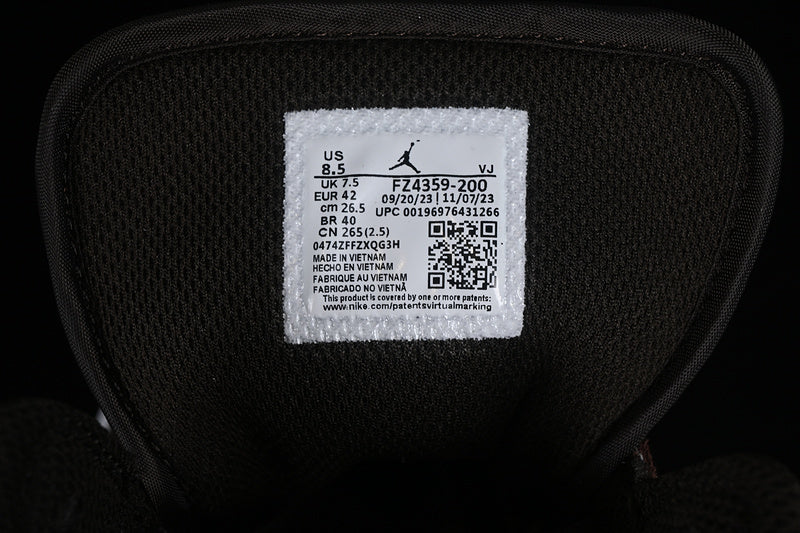 US
8.5
VJ
UK 7.5
FZ4359-200
EUR 42
09/20/23 | 11/07/23
cm 26.5
UPC 00196976431266
BR 40
CN 265(2.5)
0474ZFFZXQG3H
MADE IN VIETNAM
HECHO EN VIETNAM
FABRIQUE AU VIETNAM
FABRICADO NO VIETNÃ
This product is covered by one or more patents:
www.nike.com/patentsvirtualmarking